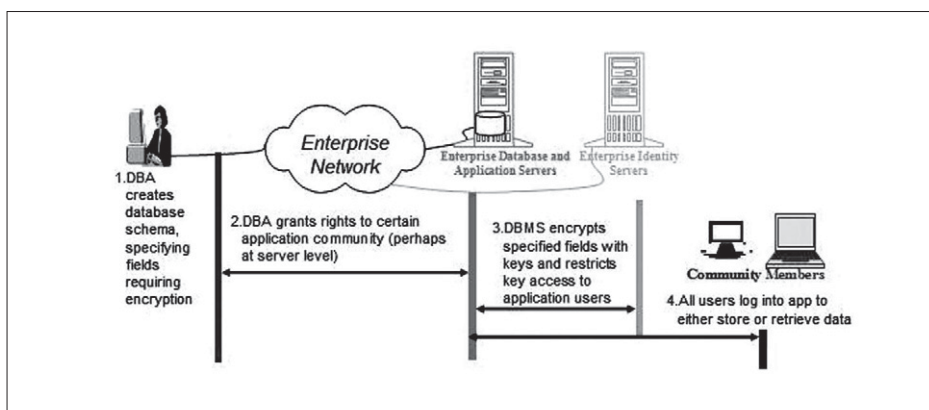 Enterprise
Network
Enterprise Database and
Application Servers
Enterprise Identity
Servers
1.DBA
creates
database
schema,
specifying
fields
requiring
encryption
2.DBA grants rights to certain
application community (perhaps
at server level)
3.DBMS encrypts
specified fields with
keys and restricts
key access to
application users
Community Members
4.All users log into app to
either store or retrieve data